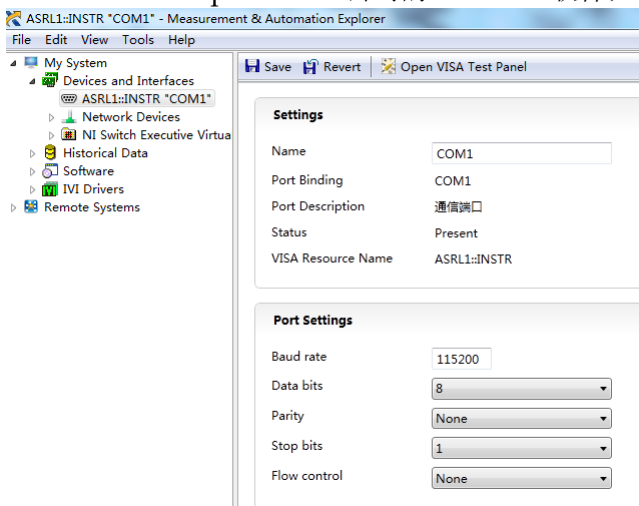 ASRL1::INSTR "COM1" - Measurement & Automation Explorer
File Edit View Tools Help
My System
Devices and Interfaces
ASRL1::INSTR "COM1"
Network Devices
NI Switch Executive Virtua
Historical Data
Software
IVI Drivers
Remote Systems
Save Revert Open VISA Test Panel
Settings
Name COM1
Port Binding COM1
Port Description 通信端口
Status Present
VISA Resource Name ASRL1::INSTR
Port Settings
Baud rate 115200
Data bits 8
Parity None
Stop bits 1
Flow control None